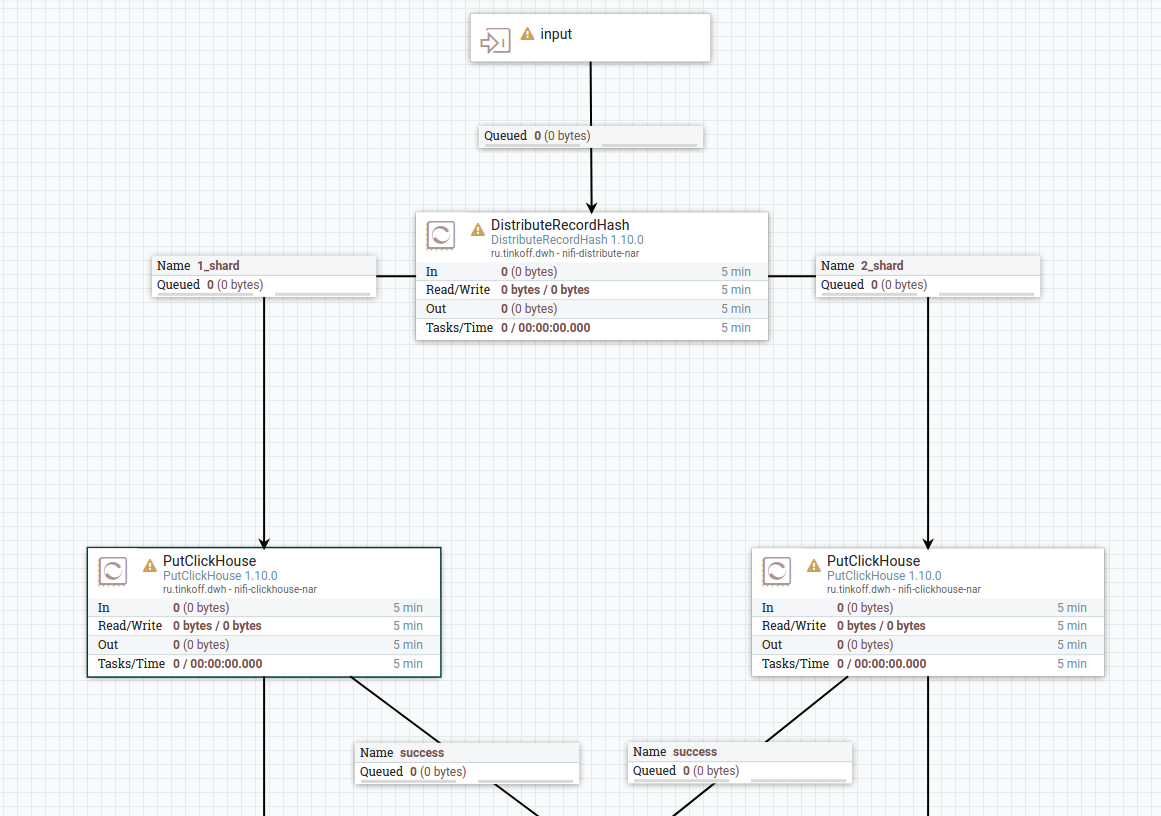 input
Queued 0 (0 bytes)
DistributeRecordHash
DistributeRecordHash 1.10.0
ru.tinkoff.dwh - nifi-distribute-nar
In 0 (0 bytes) 5 min
Read/Write 0 bytes / 0 bytes 5 min
Out 0 (0 bytes) 5 min
Tasks/Time 0 / 00:00:00.000 5 min
Name 1_shard
Queued 0 (0 bytes)
Name 2_shard
Queued 0 (0 bytes)
PutClickHouse
PutClickHouse 1.10.0
ru.tinkoff.dwh - nifi-clickhouse-nar
In 0 (0 bytes) 5 min
Read/Write 0 bytes / 0 bytes 5 min
Out 0 (0 bytes) 5 min
Tasks/Time 0 / 00:00:00.000 5 min
PutClickHouse
PutClickHouse 1.10.0
ru.tinkoff.dwh - nifi-clickhouse-nar
In 0 (0 bytes) 5 min
Read/Write 0 bytes / 0 bytes 5 min
Out 0 (0 bytes) 5 min
Tasks/Time 0 / 00:00:00.000 5 min
Name success
Queued 0 (0 bytes)
Name success
Queued 0 (0 bytes)